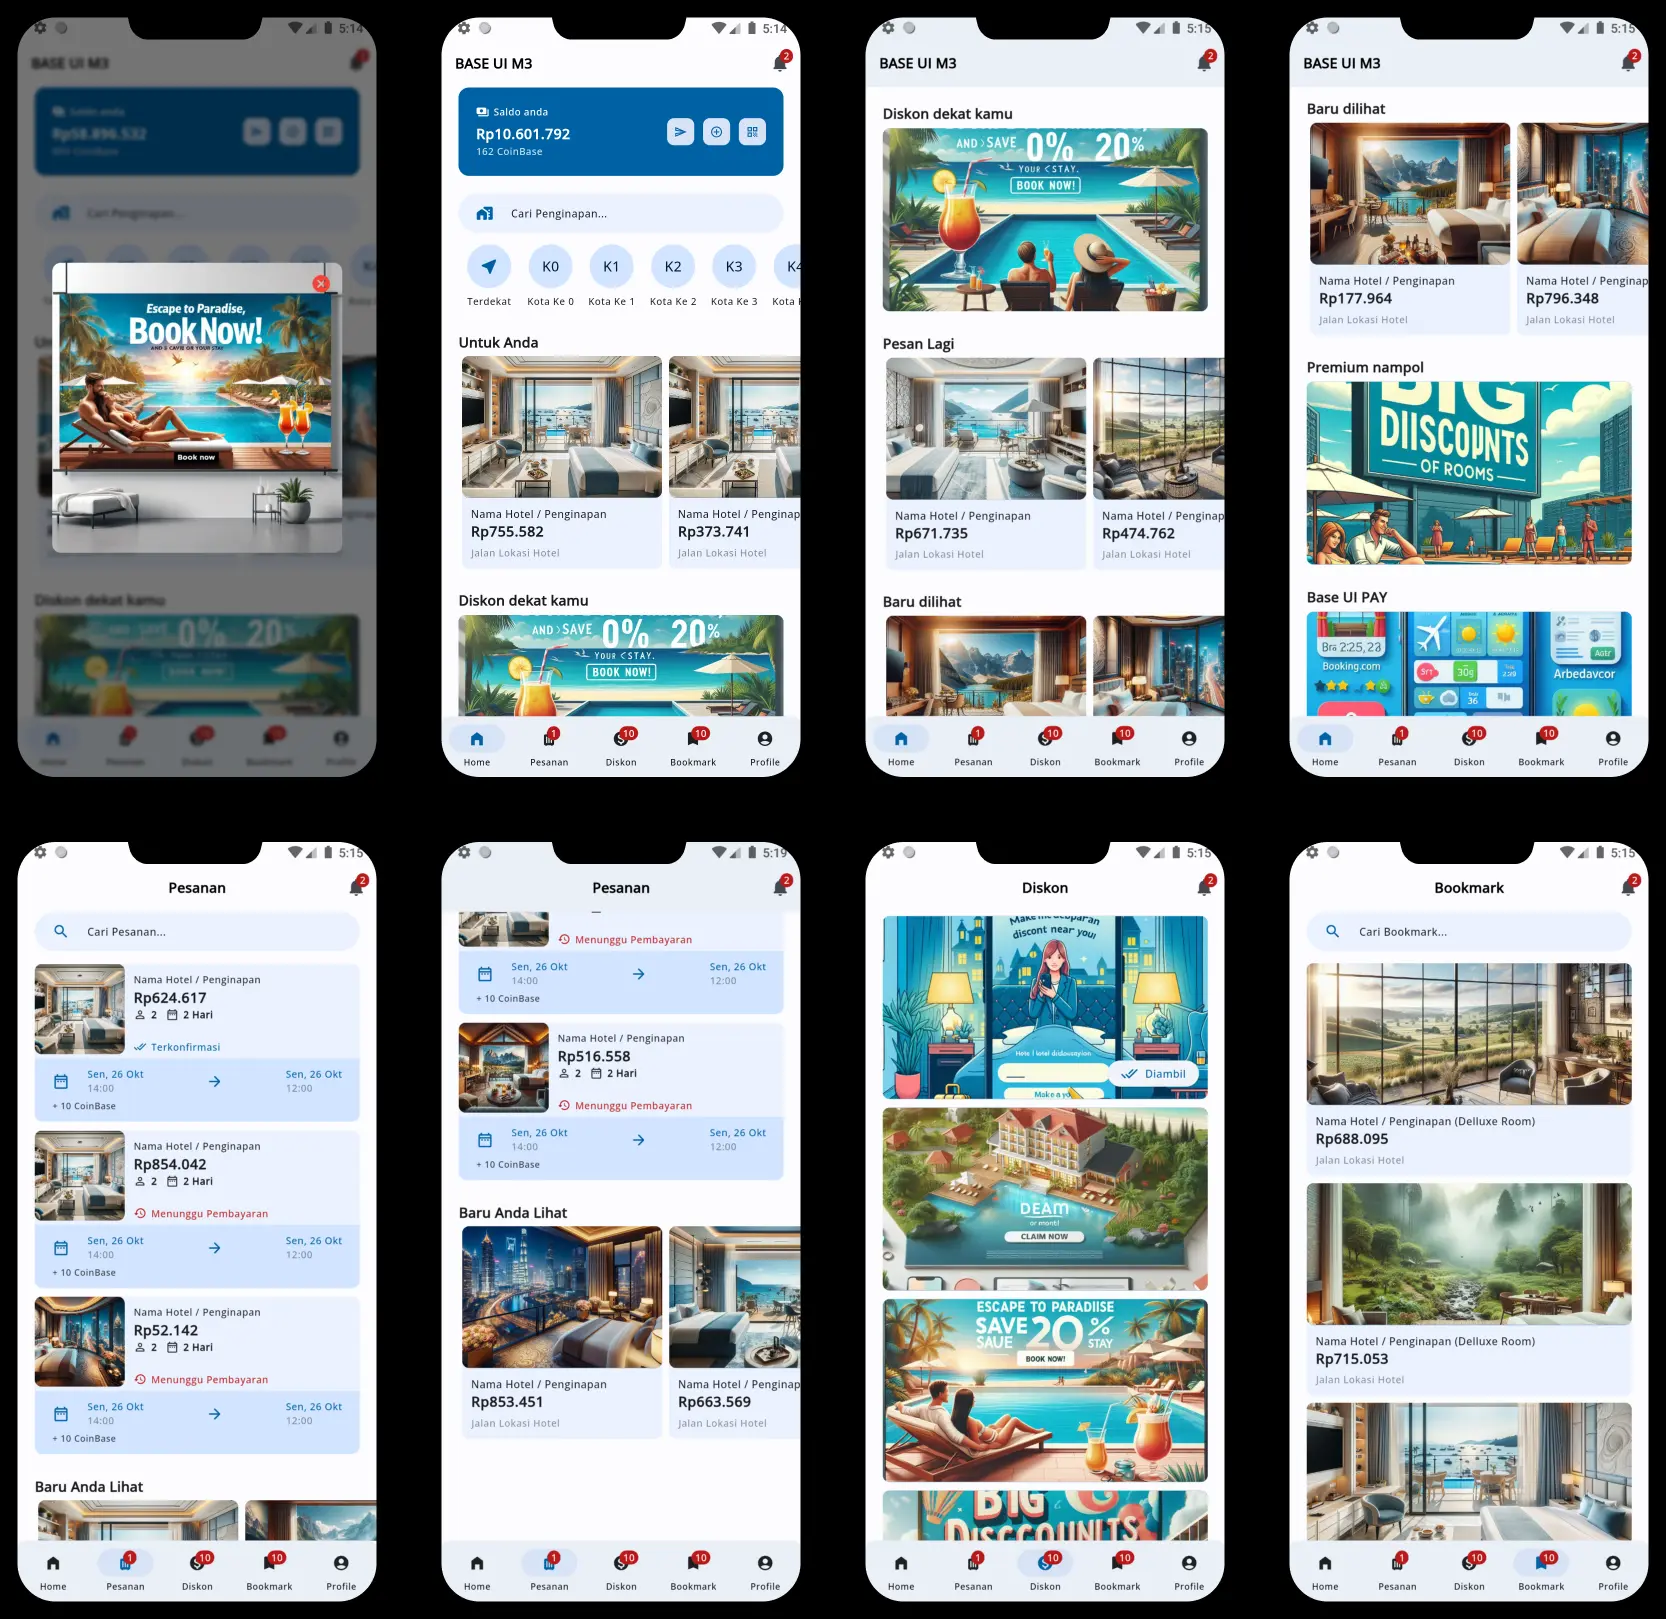 5:14
BASE UI M3
Saldo anda
Rp58.896.532
Cari Penginapan...
Escape to Paradise,
Book Now!
Book now
Diskon dekat kamu
Home
Pesanan
Diskon
Bookmark
Profile
5:14
BASE UI M3
2
Saldo anda
Rp10.601.792
162 CoinBase
Cari Penginapan...
K0
K1
K2
K3
K4
Terdekat
Kota Ke 0
Kota Ke 1
Kota Ke 2
Kota Ke 3
Kota
Untuk Anda
Nama Hotel / Penginapan
Rp755.582
Jalan Lokasi Hotel
Nama Hotel / Penginap
Rp373.741
Jalan Lokasi Hotel
Diskon dekat kamu
AND SAVE 0% 20%
YOUR STAY.
BOOK NOW!
1
10
10
Home
Pesanan
Diskon
Bookmark
Profile
5:15
BASE UI M3
2
Diskon dekat kamu
AND SAVE 0% 20%
YOUR STAY.
BOOK NOW!
Pesan Lagi
Nama Hotel / Penginapan
Rp671.735
Jalan Lokasi Hotel
Nama Hotel / Penginap
Rp474.762
Jalan Lokasi Hotel
Baru dilihat
1
10
10
Home
Pesanan
Diskon
Bookmark
Profile
5:15
BASE UI M3
2
Baru dilihat
Nama Hotel / Penginapan
Rp177.964
Jalan Lokasi Hotel
Nama Hotel / Penginap
Rp796.348
Jalan Lokasi Hotel
Premium nampol
BIG
DIISCOUNTS
OF ROOMS
Base UI PAY
Booking.com
Arbedavcor
1
10
10
Home
Pesanan
Diskon
Bookmark
Profile
5:15
Pesanan
2
Cari Pesanan...
Nama Hotel / Penginapan
Rp624.617
2
2 Hari
Terkonfirmasi
Sen, 26 Okt
14:00
Sen, 26 Okt
12:00
+ 10 CoinBase
Nama Hotel / Penginapan
Rp854.042
2
2 Hari
Menunggu Pembayaran
Sen, 26 Okt
14:00
Sen, 26 Okt
12:00
+ 10 CoinBase
Nama Hotel / Penginapan
Rp52.142
2
2 Hari
Menunggu Pembayaran
Sen, 26 Okt
14:00
Sen, 26 Okt
12:00
+ 10 CoinBase
Baru Anda Lihat
1
10
10
Home
Pesanan
Diskon
Bookmark
Profile
5:19
Pesanan
2
Menunggu Pembayaran
Sen, 26 Okt
14:00
Sen, 26 Okt
12:00
+ 10 CoinBase
Nama Hotel / Penginapan
Rp516.558
2
2 Hari
Menunggu Pembayaran
Sen, 26 Okt
14:00
Sen, 26 Okt
12:00
+ 10 CoinBase
Baru Anda Lihat
Nama Hotel / Penginapan
Rp853.451
Jalan Lokasi Hotel
Nama Hotel / Penginap
Rp663.569
Jalan Lokasi Hotel
1
10
10
Home
Pesanan
Diskon
Bookmark
Profile
5:15
Diskon
2
discont near you!
Diambil
DEAM
or month!
CLAIM NOW
ESCAPE TO PARADIISE
SAVE 20%
SAUE
STAY
BOOK NOW!
BIG
DISCCOUNITS
1
10
10
Home
Pesanan
Diskon
Bookmark
Profile
5:15
Bookmark
2
Cari Bookmark...
Nama Hotel / Penginapan (Delluxe Room)
Rp688.095
Jalan Lokasi Hotel
Nama Hotel / Penginapan (Delluxe Room)
Rp715.053
Jalan Lokasi Hotel
1
10
10
Home
Pesanan
Diskon
Bookmark
Profile